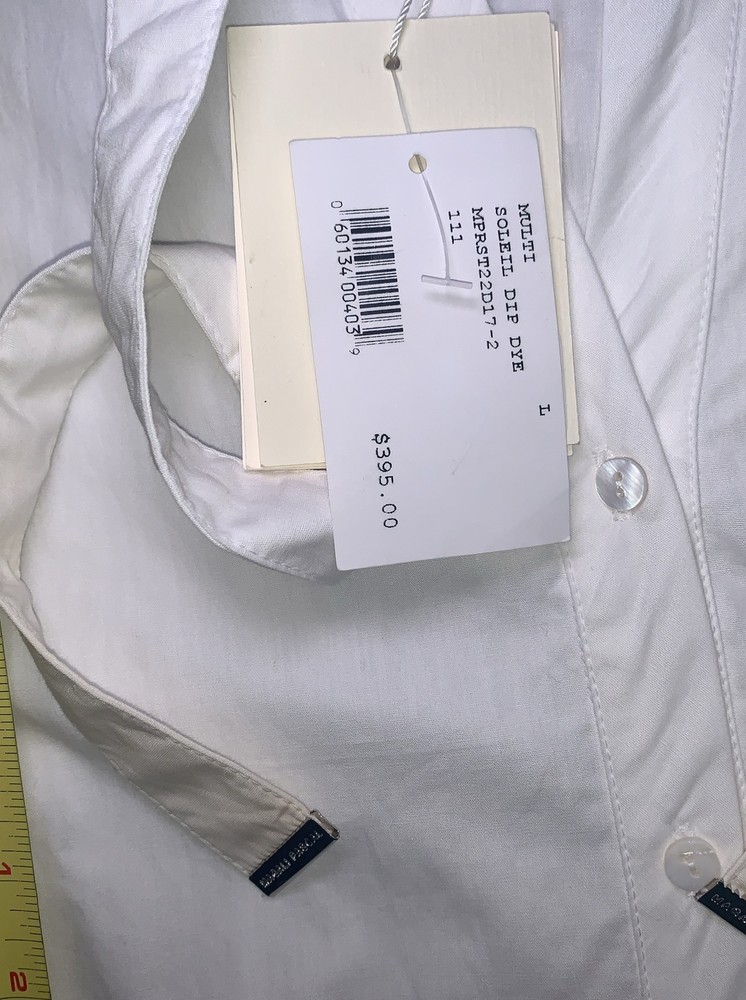 MULTI L
SOLEIL DIP DYE
MPRST22D17-2
111
0 60134 00403 9
$395.00
1
2